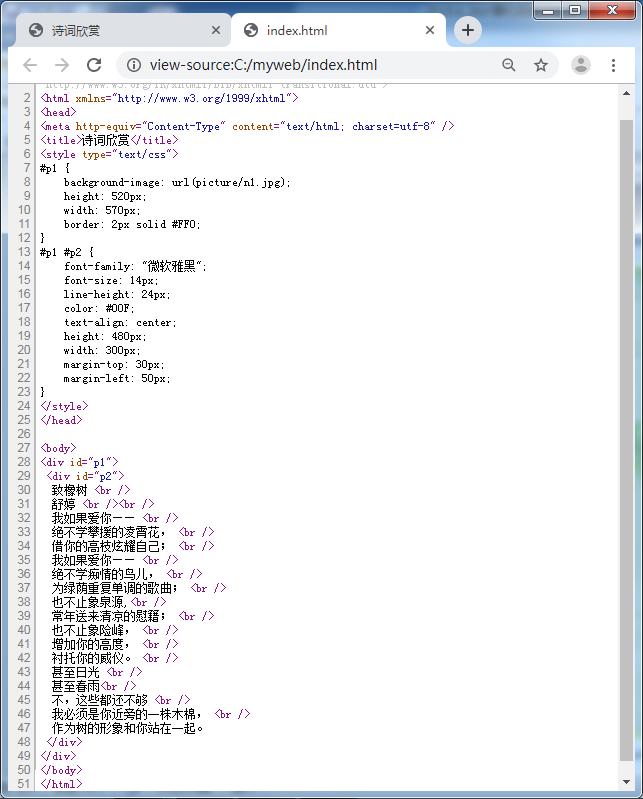 诗词欣赏
index.html
view-source:C:/myweb/index.html
2 <html xmlns="http://www.w3.org/1999/xhtml">
3 <head>
4 <meta http-equiv="Content-Type" content="text/html; charset=utf-8" />
5 <title>诗词欣赏</title>
6 <style type="text/css">
7 #p1 {
8 background-image: url(picture/n1.jpg);
9 height: 520px;
10 width: 570px;
11 border: 2px solid #FF0;
12 }
13 #p1 #p2 {
14 font-family: "微软雅黑";
15 font-size: 14px;
16 line-height: 24px;
17 color: #00F;
18 text-align: center;
19 height: 480px;
20 width: 300px;
21 margin-top: 30px;
22 margin-left: 50px;
23 }
24 </style>
25 </head>
26
27 <body>
28 <div id="p1">
29 <div id="p2">
30 致橡树 <br />
31 舒婷 <br /><br />
32 我如果爱你—— <br />
33 绝不学攀援的凌霄花， <br />
34 借你的高枝炫耀自己； <br />
35 我如果爱你—— <br />
36 绝不学痴情的鸟儿， <br />
37 为绿荫重复单调的歌曲； <br />
38 也不止象泉源,<br />
39 常年送来清凉的慰藉； <br />
40 也不止象险峰， <br />
41 增加你的高度， <br />
42 衬托你的威仪。 <br />
43 甚至日光 <br />
44 甚至春雨<br />
45 不，这些都还不够 <br />
46 我必须是你近旁的一株木棉， <br />
47 作为树的形象和你站在一起。
48 </div>
49 </div>
50 </body>
51 </html>